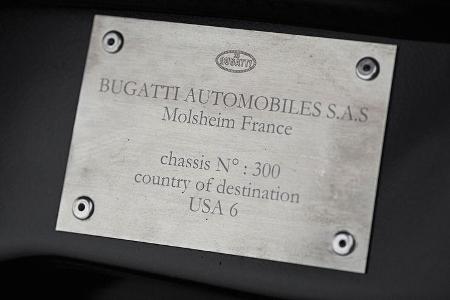 BUGATTI
BUGATTI AUTOMOBILES S.A.S
Molsheim France
chassis N° : 300
country of destination
USA 6